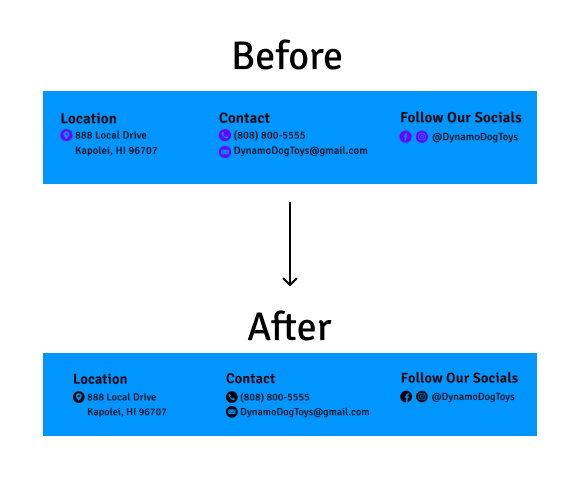 Before
Location
888 Local Drive
Kapolei, HI 96707
Contact
(808) 800-5555
DynamoDogToys@gmail.com
Follow Our Socials
@DynamoDogToys
After
Location
888 Local Drive
Kapolei, HI 96707
Contact
(808) 800-5555
DynamoDogToys@gmail.com
Follow Our Socials
@DynamoDogToys